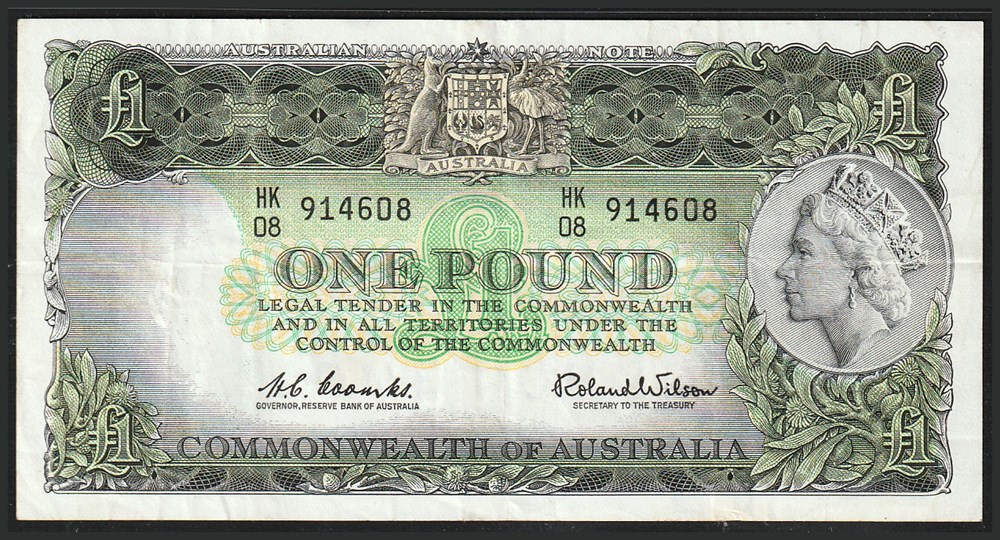 AUSTRALIAN NOTE
£1 £1
AUSTRALIA
HK 08 914608 HK 08 914608
ONE POUND
LEGAL TENDER IN THE COMMONWEALTH
AND IN ALL TERRITORIES UNDER THE
CONTROL OF THE COMMONWEALTH
H.C. Coombs. Roland Wilson
GOVERNOR, RESERVE BANK OF AUSTRALIA SECRETARY TO THE TREASURY
£1 COMMONWEALTH OF AUSTRALIA £1